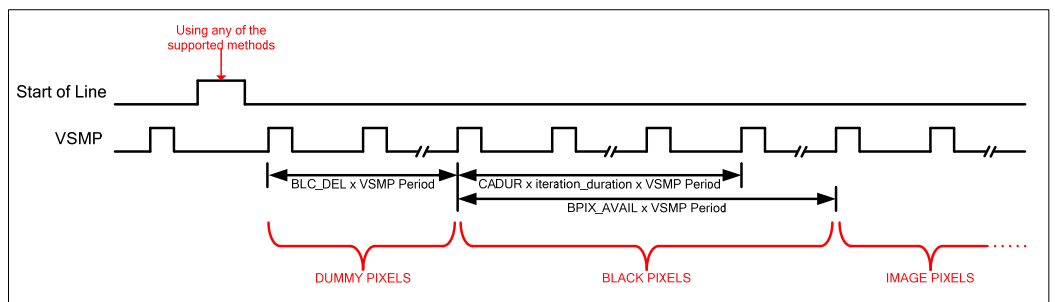 Using any of the
supported methods
Start of Line
VSMP
BLC_DEL x VSMP Period
CADUR x iteration_duration x VSMP Period
BPIX_AVAIL x VSMP Period
DUMMY PIXELS
BLACK PIXELS
IMAGE PIXELS